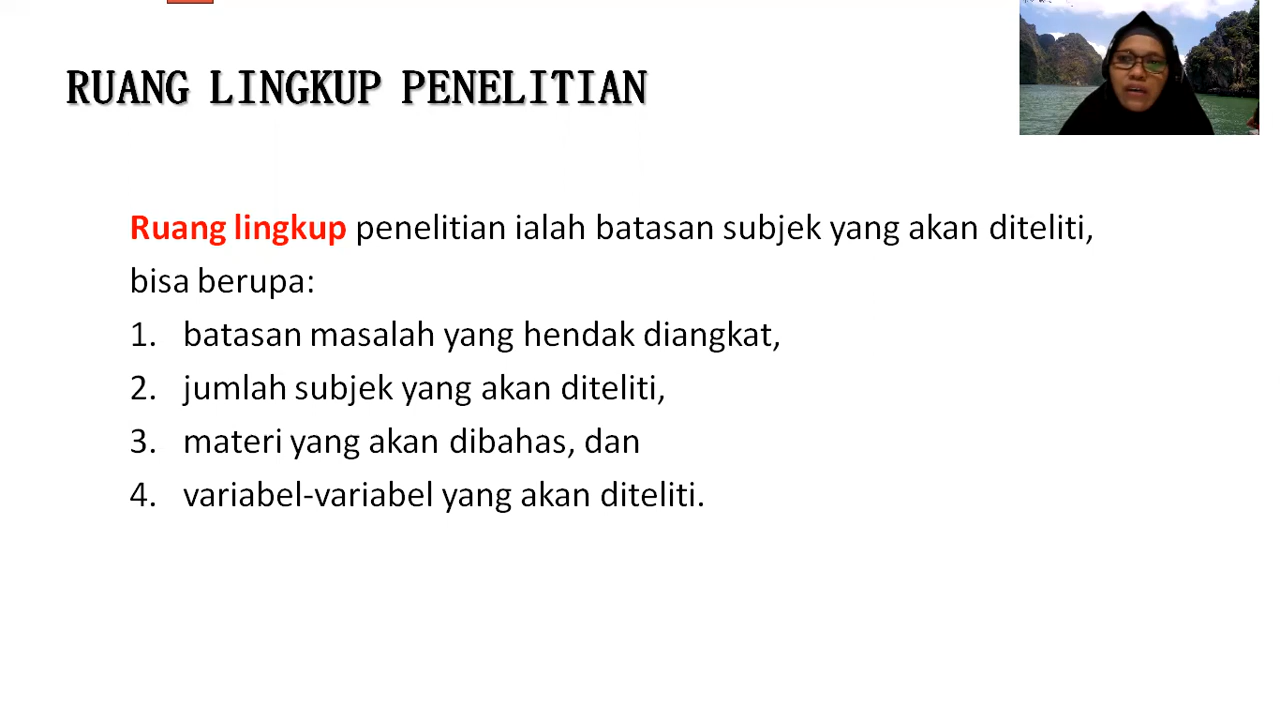 RUANG LINGKUP PENELITIAN
Ruang lingkup penelitian ialah batasan subjek yang akan diteliti,
bisa berupa:
1. batasan masalah yang hendak diangkat,
2. jumlah subjek yang akan diteliti,
3. materi yang akan dibahas, dan
4. variabel-variabel yang akan diteliti.